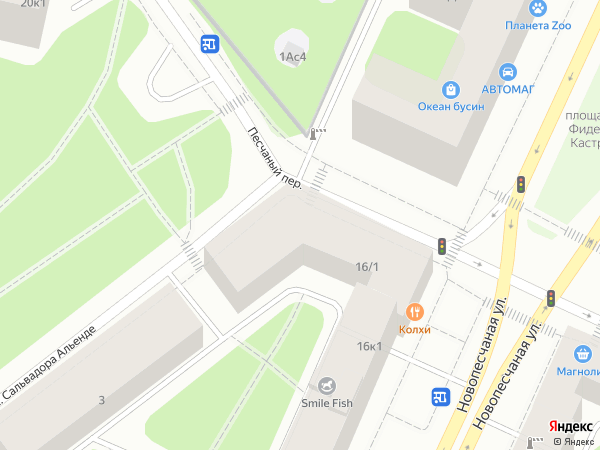 20к1
1Ас4
Планета Zoo
АВТОМАГ
Океан бусин
площа
Фиде
Кастр
Песчаный пер.
16/1
Колхи
16к1
Smile Fish
3
Сальвадора Альенде
Новопесчаная ул.
Новопесчаная ул.
Магноли
Яндекс
© Яндекс